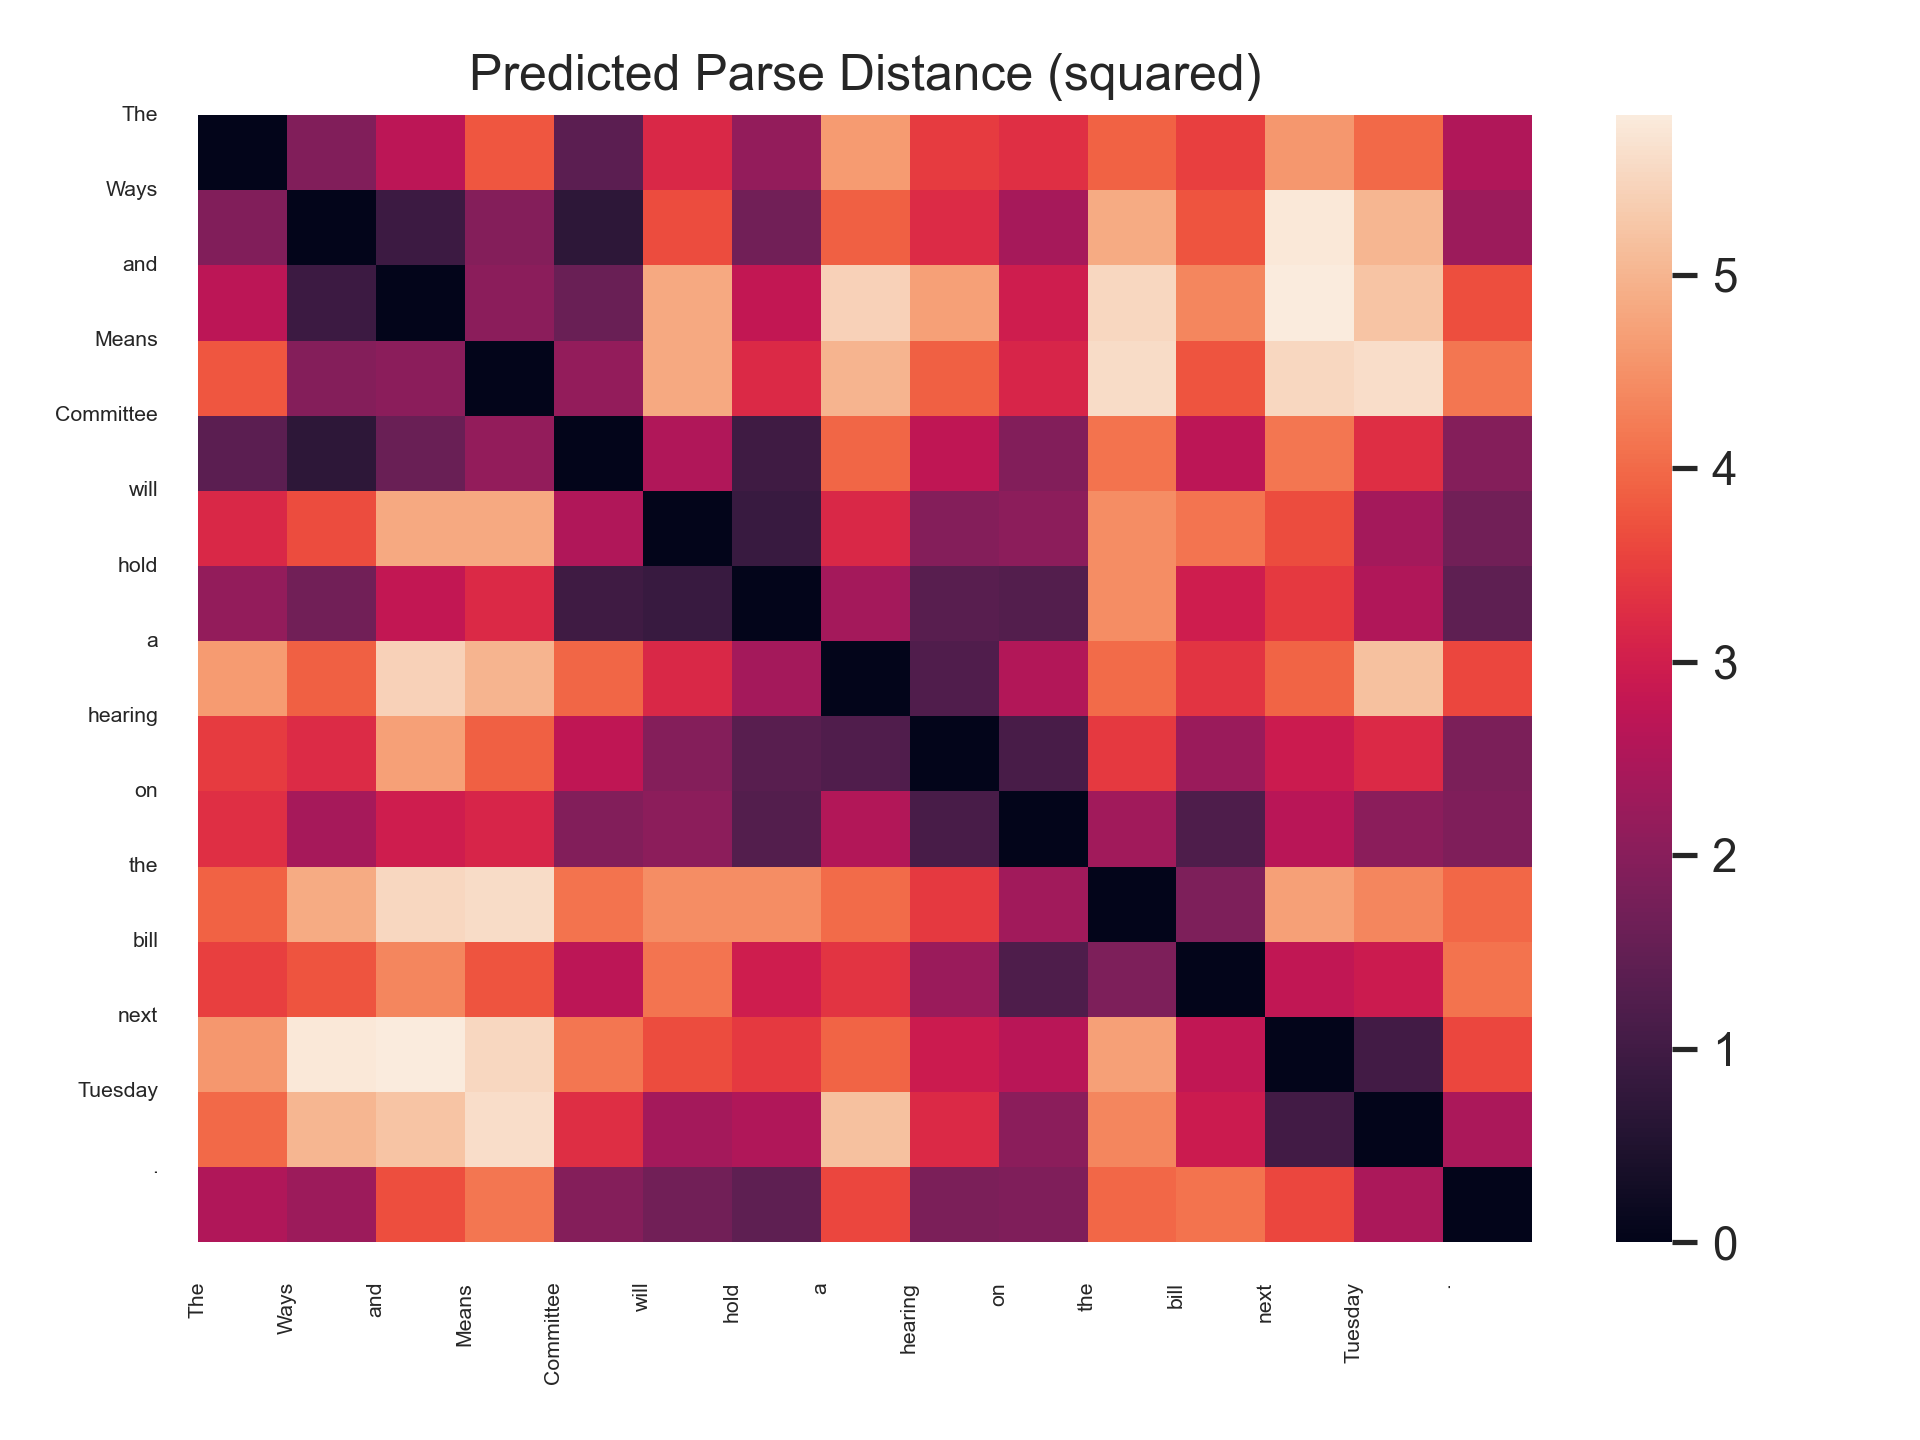 Predicted Parse Distance (squared)
The
Ways
and
Means
Committee
will
hold
a
hearing
on
the
bill
next
Tuesday
.
The
Ways
and
Means
Committee
will
hold
a
hearing
on
the
bill
next
Tuesday
.
5
4
3
2
1
0